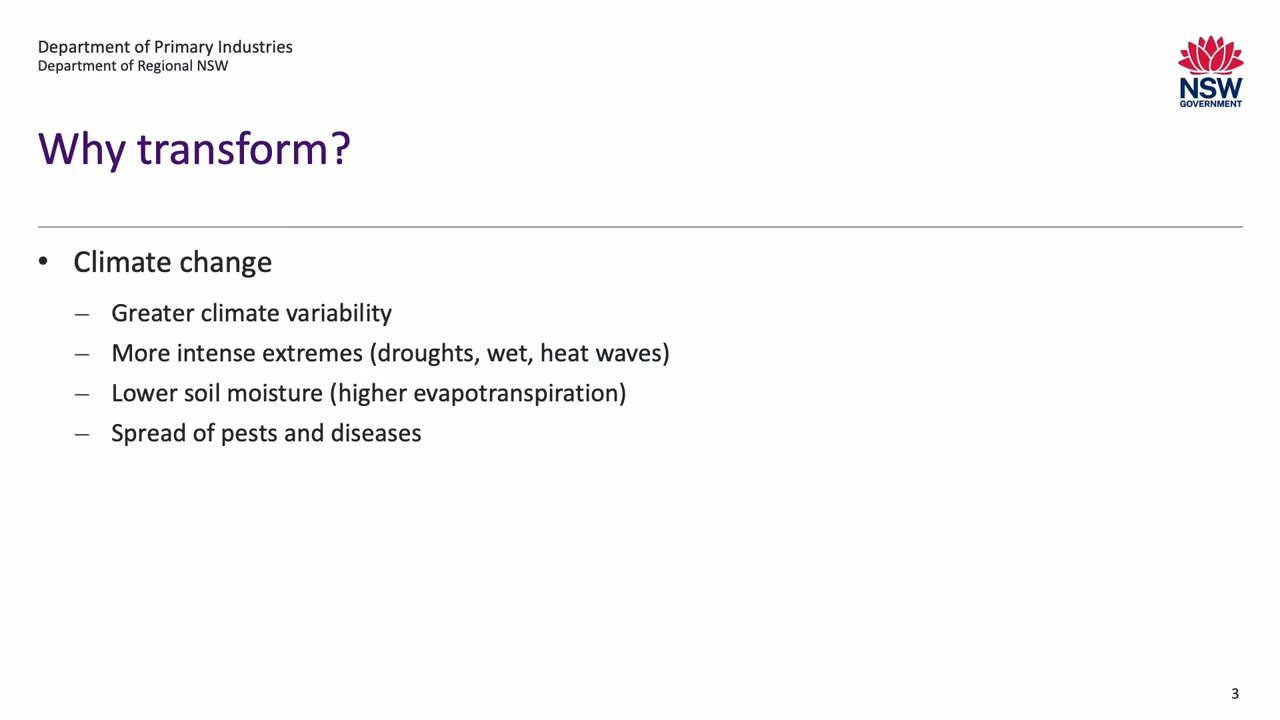 Department of Primary Industries
Department of Regional NSW
NSW
GOVERNMENT
Why transform?
• Climate change
– Greater climate variability
– More intense extremes (droughts, wet, heat waves)
– Lower soil moisture (higher evapotranspiration)
– Spread of pests and diseases
3